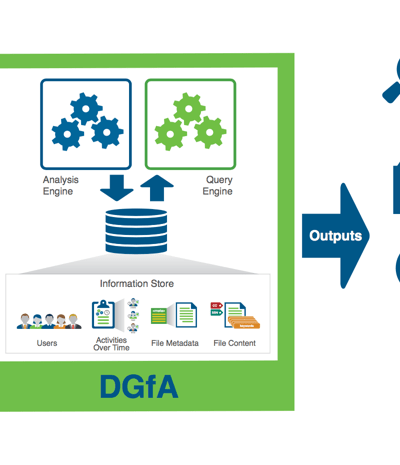 Analysis
Engine
Query
Engine
Outputs
Information Store
Users
Activities
Over Time
File Metadata
File Content
DGfA